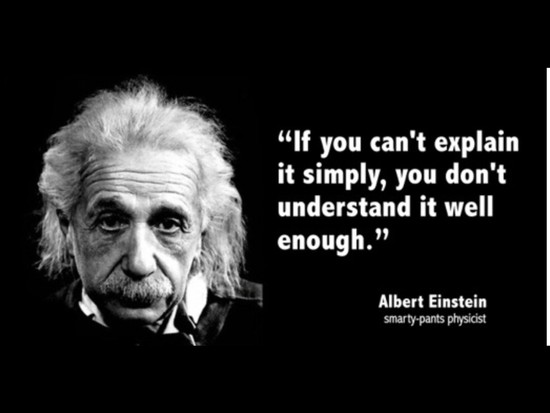 “If you can't explain
it simply, you don't
understand it well
enough.”
Albert Einstein
smarty-pants physicist